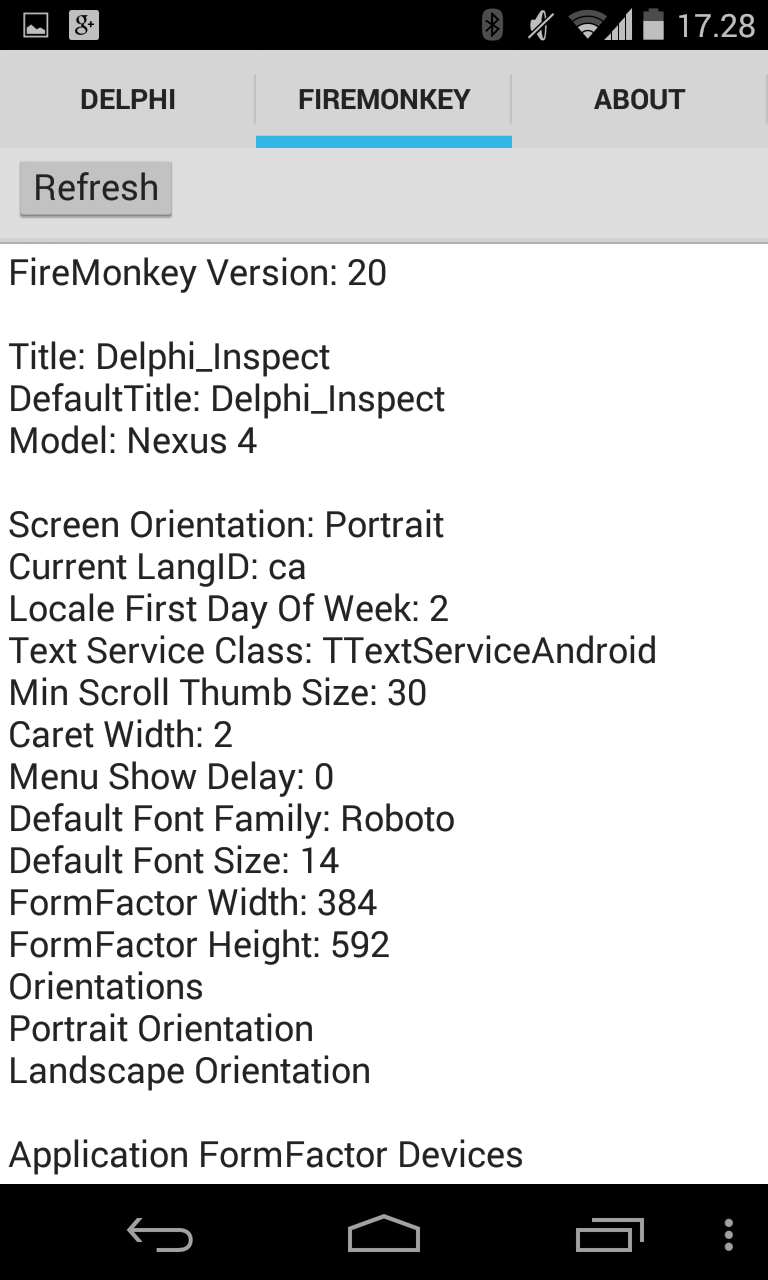 17.28
DELPHI
FIREMONKEY
ABOUT
Refresh
FireMonkey Version: 20
Title: Delphi_Inspect
DefaultTitle: Delphi_Inspect
Model: Nexus 4
Screen Orientation: Portrait
Current LangID: ca
Locale First Day Of Week: 2
Text Service Class: TTextServiceAndroid
Min Scroll Thumb Size: 30
Caret Width: 2
Menu Show Delay: 0
Default Font Family: Roboto
Default Font Size: 14
FormFactor Width: 384
FormFactor Height: 592
Orientations
Portrait Orientation
Landscape Orientation
Application FormFactor Devices